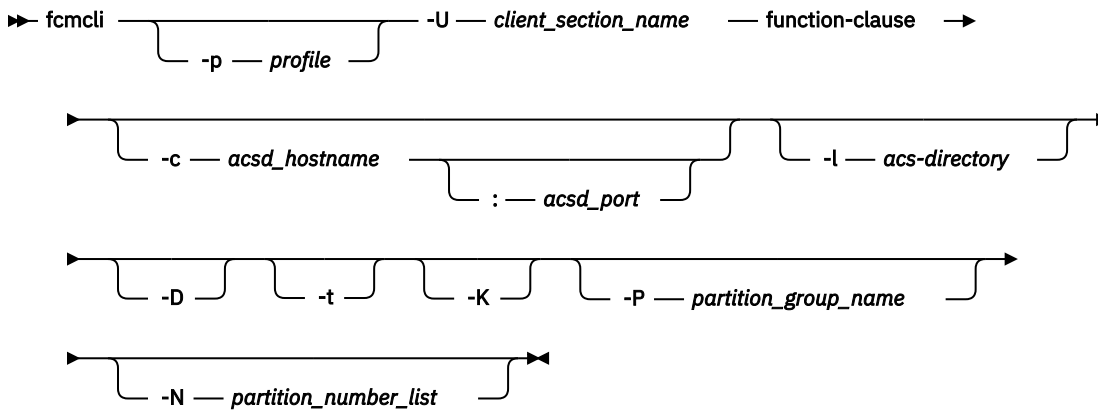 fcmcli -U client_section_name function-clause
-p profile
-c acsd_hostname -l acs-directory
: acsd_port
-D -t -K -P partition_group_name
-N partition_number_list